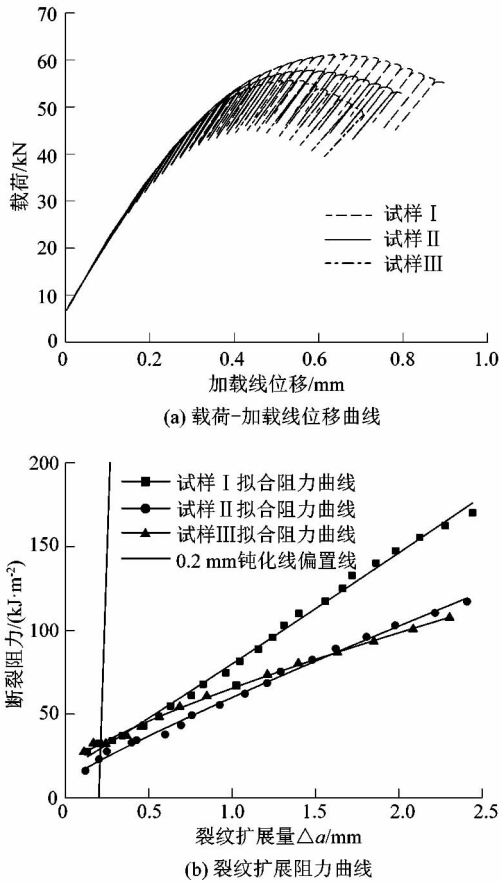 70
60
50
40
30
20
10
0
载荷/kN
试样Ⅰ
试样Ⅱ
试样Ⅲ
0 0.2 0.4 0.6 0.8 1.0
加载线位移/mm
(a) 载荷-加载线位移曲线
200
150
100
50
0
断裂阻力/(kJ·m⁻²)
试样Ⅰ拟合阻力曲线
试样Ⅱ拟合阻力曲线
试样Ⅲ拟合阻力曲线
0.2 mm钝化线偏置线
0 0.5 1.0 1.5 2.0 2.5
裂纹扩展量△a/mm
(b) 裂纹扩展阻力曲线